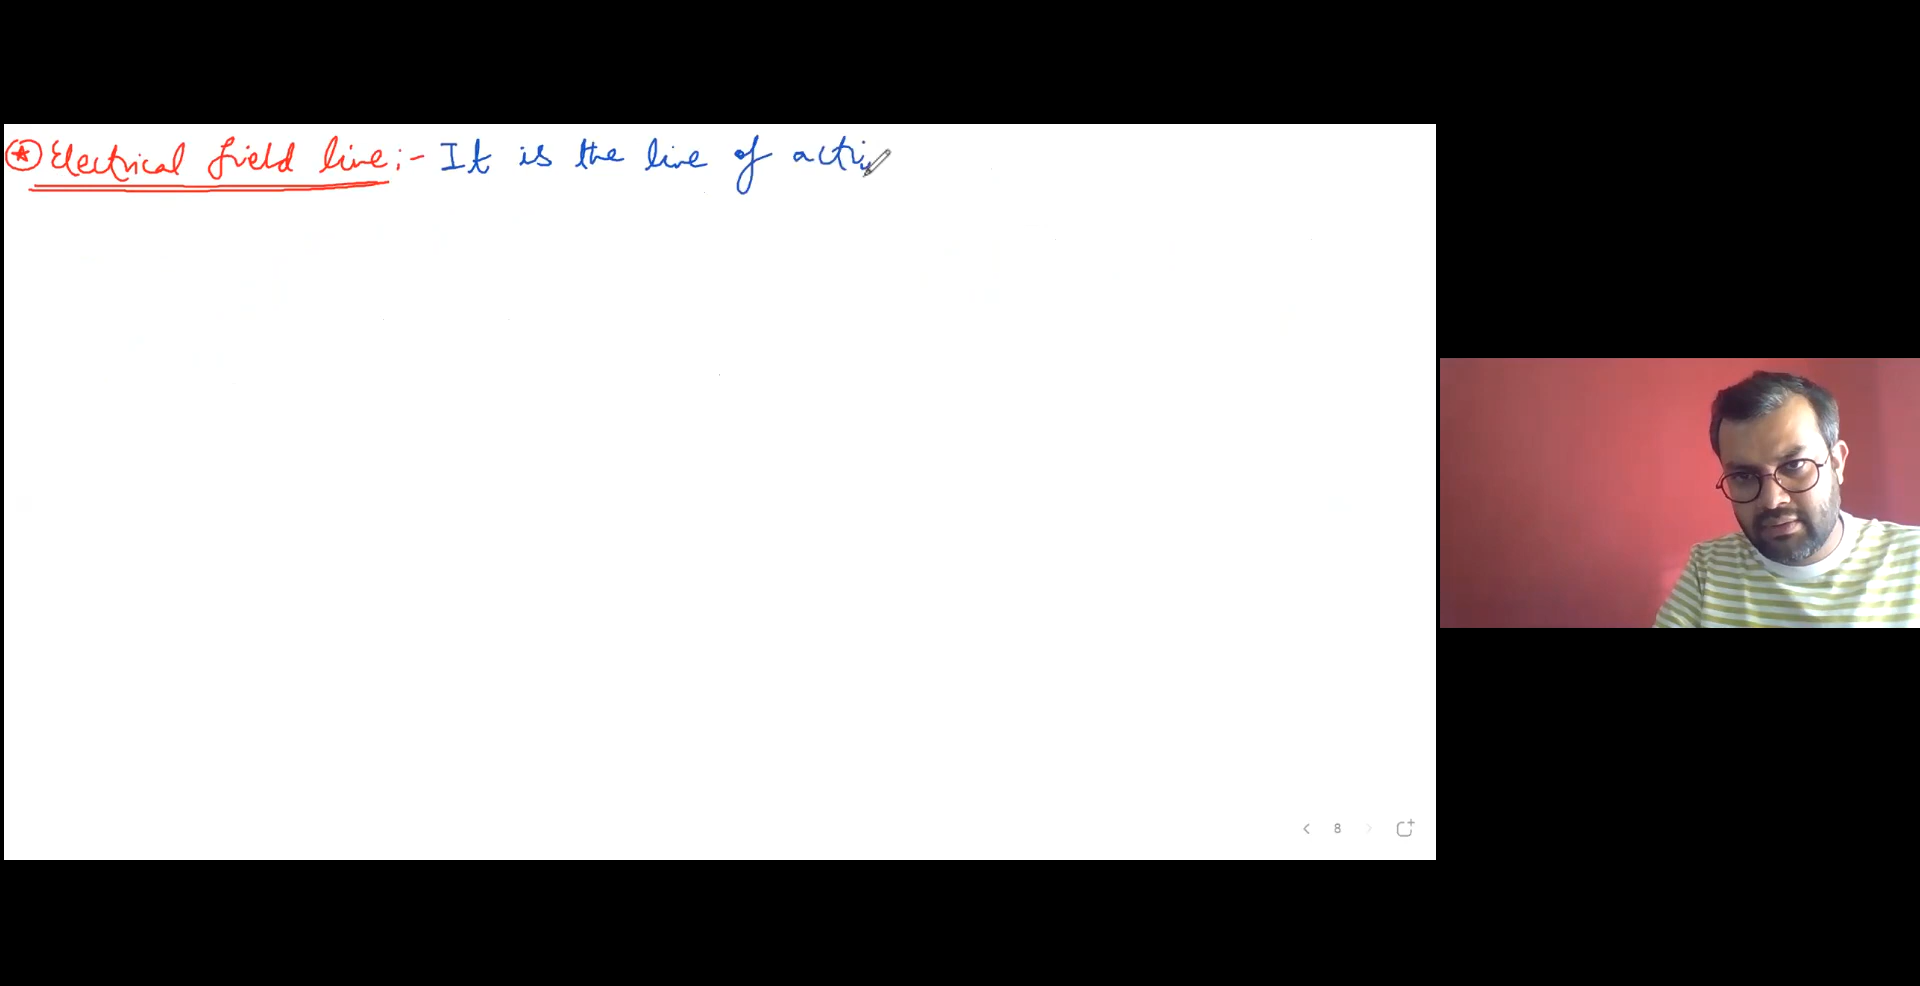 Electrical field line:- It is the line of acti
8